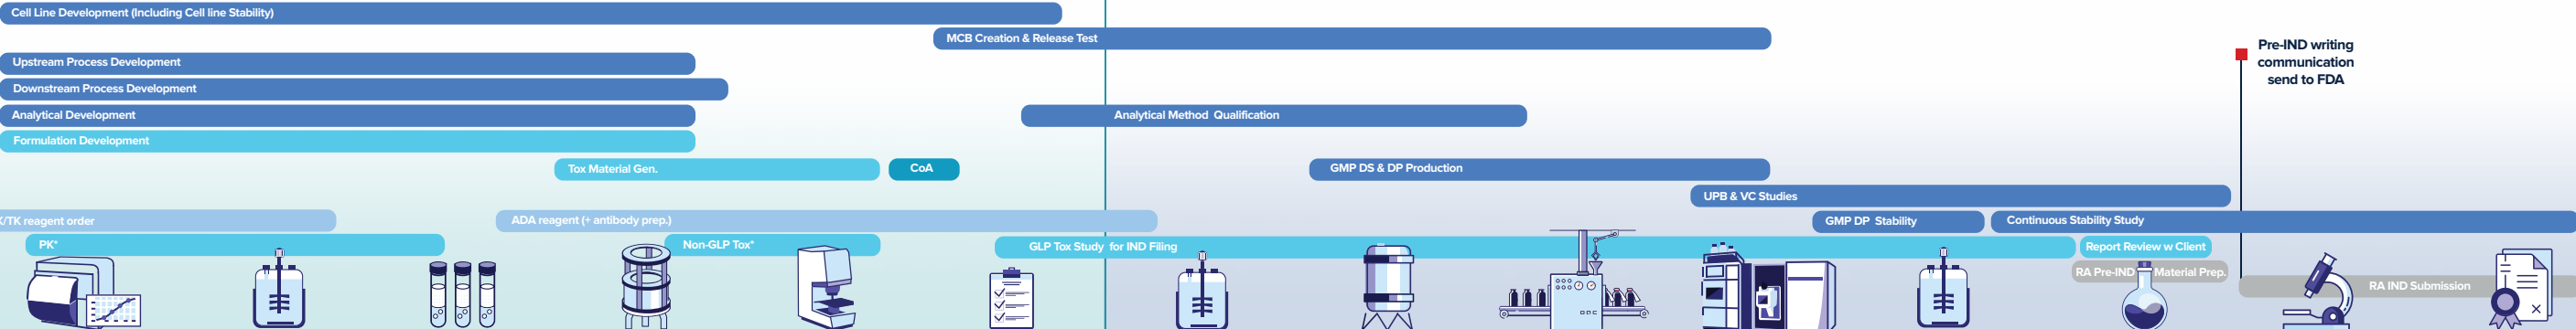 Cell Line Development (Including Cell line Stability)
MCB Creation & Release Test
Pre-IND writing
communication
send to FDA
Upstream Process Development
Downstream Process Development
Analytical Development
Analytical Method Qualification
Formulation Development
Tox Material Gen.
CoA
GMP DS & DP Production
UPB & VC Studies
/TK reagent order
ADA reagent (+ antibody prep.)
GMP DP Stability
Continuous Stability Study
PK*
Non-GLP Tox*
GLP Tox Study for IND Filing
Report Review w Client
RA Pre-IND Material Prep.
RA IND Submission